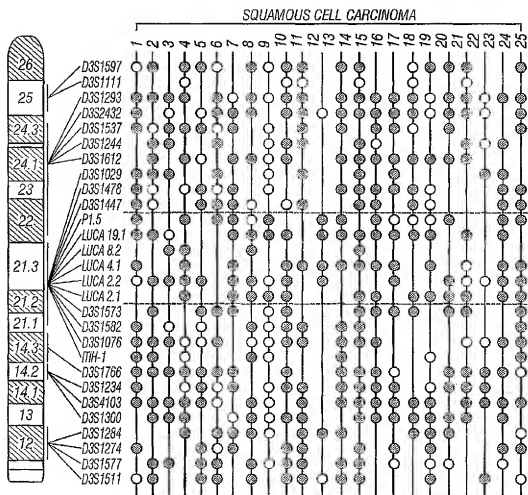 SQUAMOUS CELL CARCINOMA
1 2 3 4 5 6 7 8 9 10 11 12 13 14 15 16 17 18 19 20 21 22 23 24 25
26
25
24.3
24.1
23
22
21.3
21.2
21.1
14.3
14.2
14.1
13
12
D3S1597
D3S1111
D3S1293
D3S2432
D3S1537
D3S1244
D3S1612
D3S1029
D3S1478
D3S1447
P1.5
LUCA 19.1
LUCA 8.2
LUCA 4.1
LUCA 2.2
LUCA 2.1
D3S1573
D3S1582
D3S1076
ITIH-1
D3S1766
D3S1234
D3S4103
D3S1300
D3S1284
D3S1274
D3S1577
D3S1511